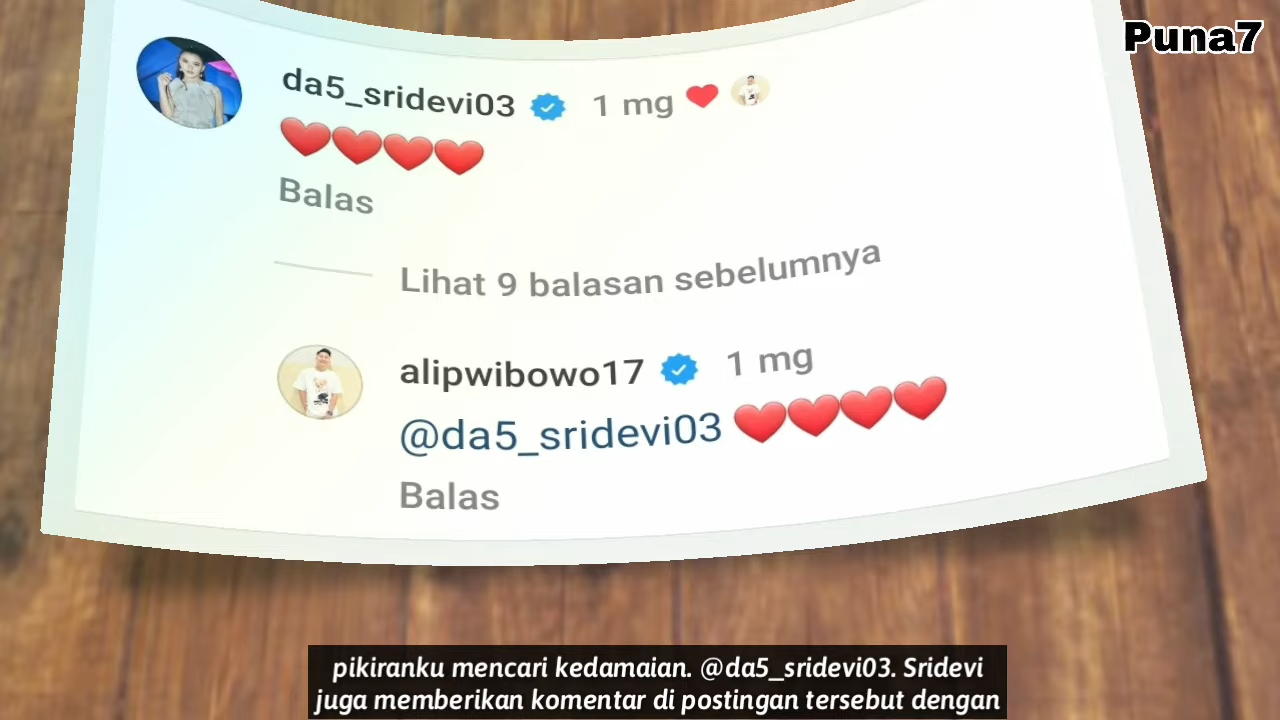 Puna7
da5_sridevi03 1 mg
❤️❤️❤️❤️
Balas
Lihat 9 balasan sebelumnya
alipwibowo17 1 mg
@da5_sridevi03 ❤️❤️❤️❤️
Balas
pikiranku mencari kedamaian. @da5_sridevi03. Sridevi
juga memberikan komentar di postingan tersebut dengan